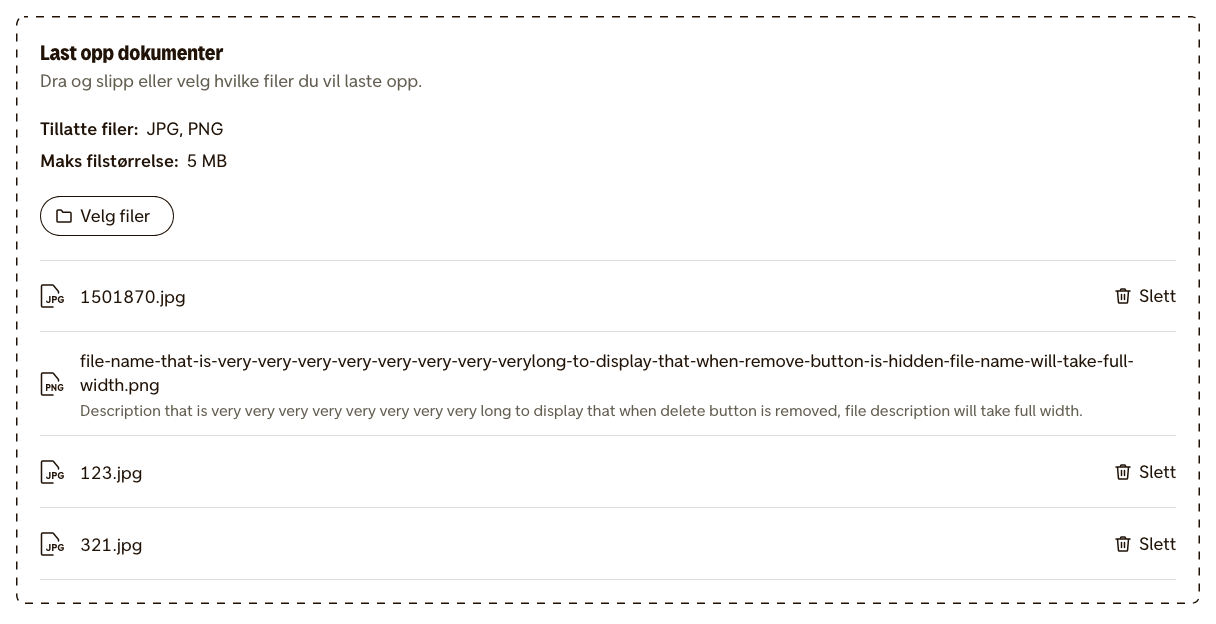 Last opp dokumenter
Dra og slipp eller velg hvilke filer du vil laste opp.
Tillatte filer: JPG, PNG
Maks filstørrelse: 5 MB
Velg filer
JPG 1501870.jpg Slett
file-name-that-is-very-very-very-very-very-very-very-verylong-to-display-that-when-remove-button-is-hidden-file-name-will-take-full-
PNG width.png
Description that is very very very very very very very very long to display that when delete button is removed, file description will take full width.
JPG 123.jpg Slett
JPG 321.jpg Slett